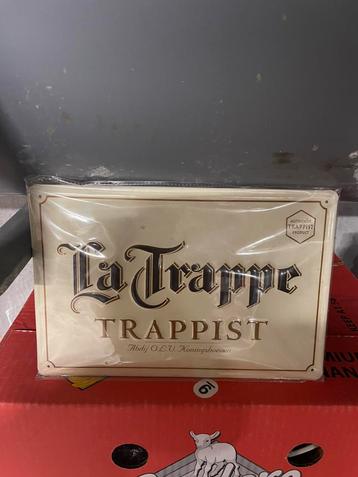 AUTHENTIC
TRAPPIST
PRODUCT
La Trappe
TRAPPIST
Abdij O.L.V. Koningshoeven